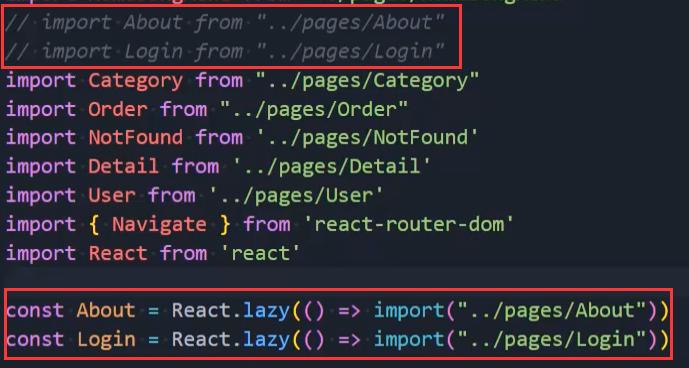 // import About from "../pages/About"
// import Login from "../pages/Login"
import Category from "../pages/Category"
import Order from "../pages/Order"
import NotFound from '../pages/NotFound'
import Detail from '../pages/Detail'
import User from '../pages/User'
import { Navigate } from 'react-router-dom'
import React from 'react'
const About = React.lazy(() => import("../pages/About"))
const Login = React.lazy(() => import("../pages/Login"))